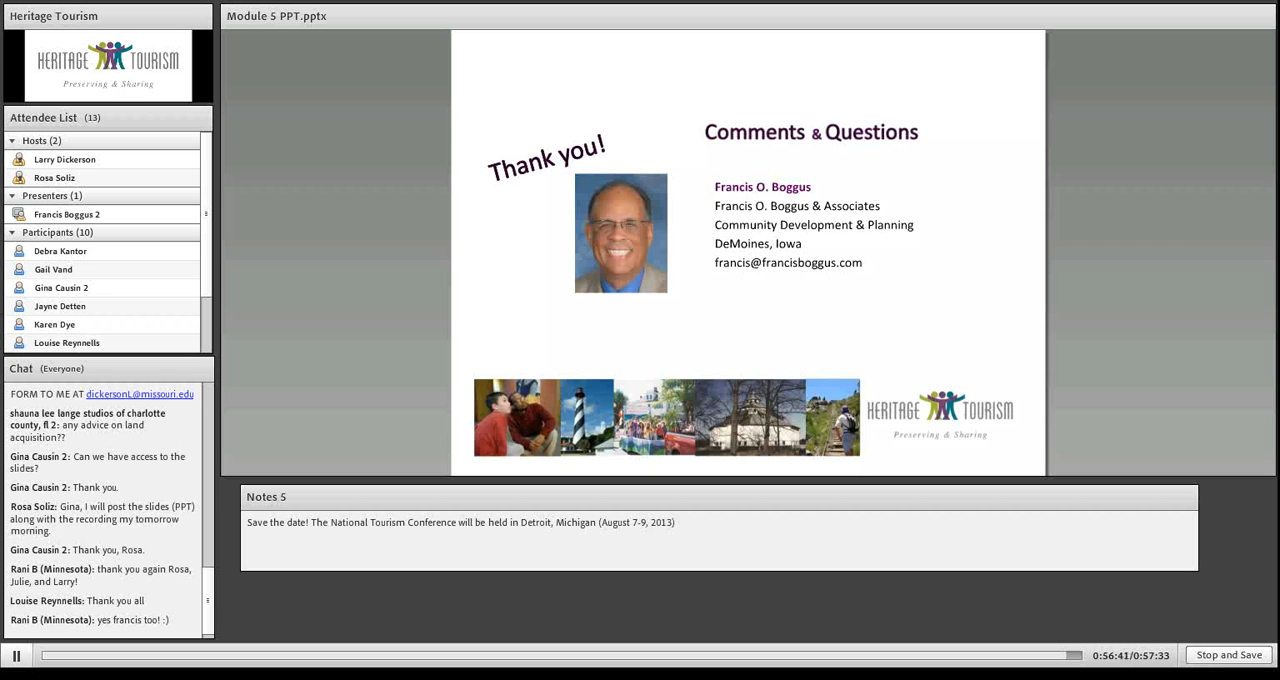 Heritage Tourism
HERITAGE TOURISM
Preserving & Sharing
Attendee List (13)
Hosts (2)
Larry Dickerson
Rosa Soliz
Presenters (1)
Francis Boggus 2
Participants (10)
Debra Kantor
Gail Vand
Gina Causin 2
Jayne Detten
Karen Dye
Louise Reynnells
Chat (Everyone)
FORM TO ME AT dickersonL@missouri.edu
shauna lee lange studios of charlotte
county, fl 2: any advice on land
acquisition??
Gina Causin 2: Can we have access to the
slides?
Gina Causin 2: Thank you.
Rosa Soliz: Gina, I will post the slides (PPT)
along with the recording my tomorrow
morning.
Gina Causin 2: Thank you, Rosa.
Rani B (Minnesota): thank you again Rosa,
Julie, and Larry!
Louise Reynnells: Thank you all
Rani B (Minnesota): yes francis too! :)
Module 5 PPT.pptx
Thank you!
Comments & Questions
Francis O. Boggus
Francis O. Boggus & Associates
Community Development & Planning
DeMoines, Iowa
francis@francisboggus.com
HERITAGE TOURISM
Preserving & Sharing
Notes 5
Save the date! The National Tourism Conference will be held in Detroit, Michigan (August 7-9, 2013)
0:56:41/0:57:33
Stop and Save